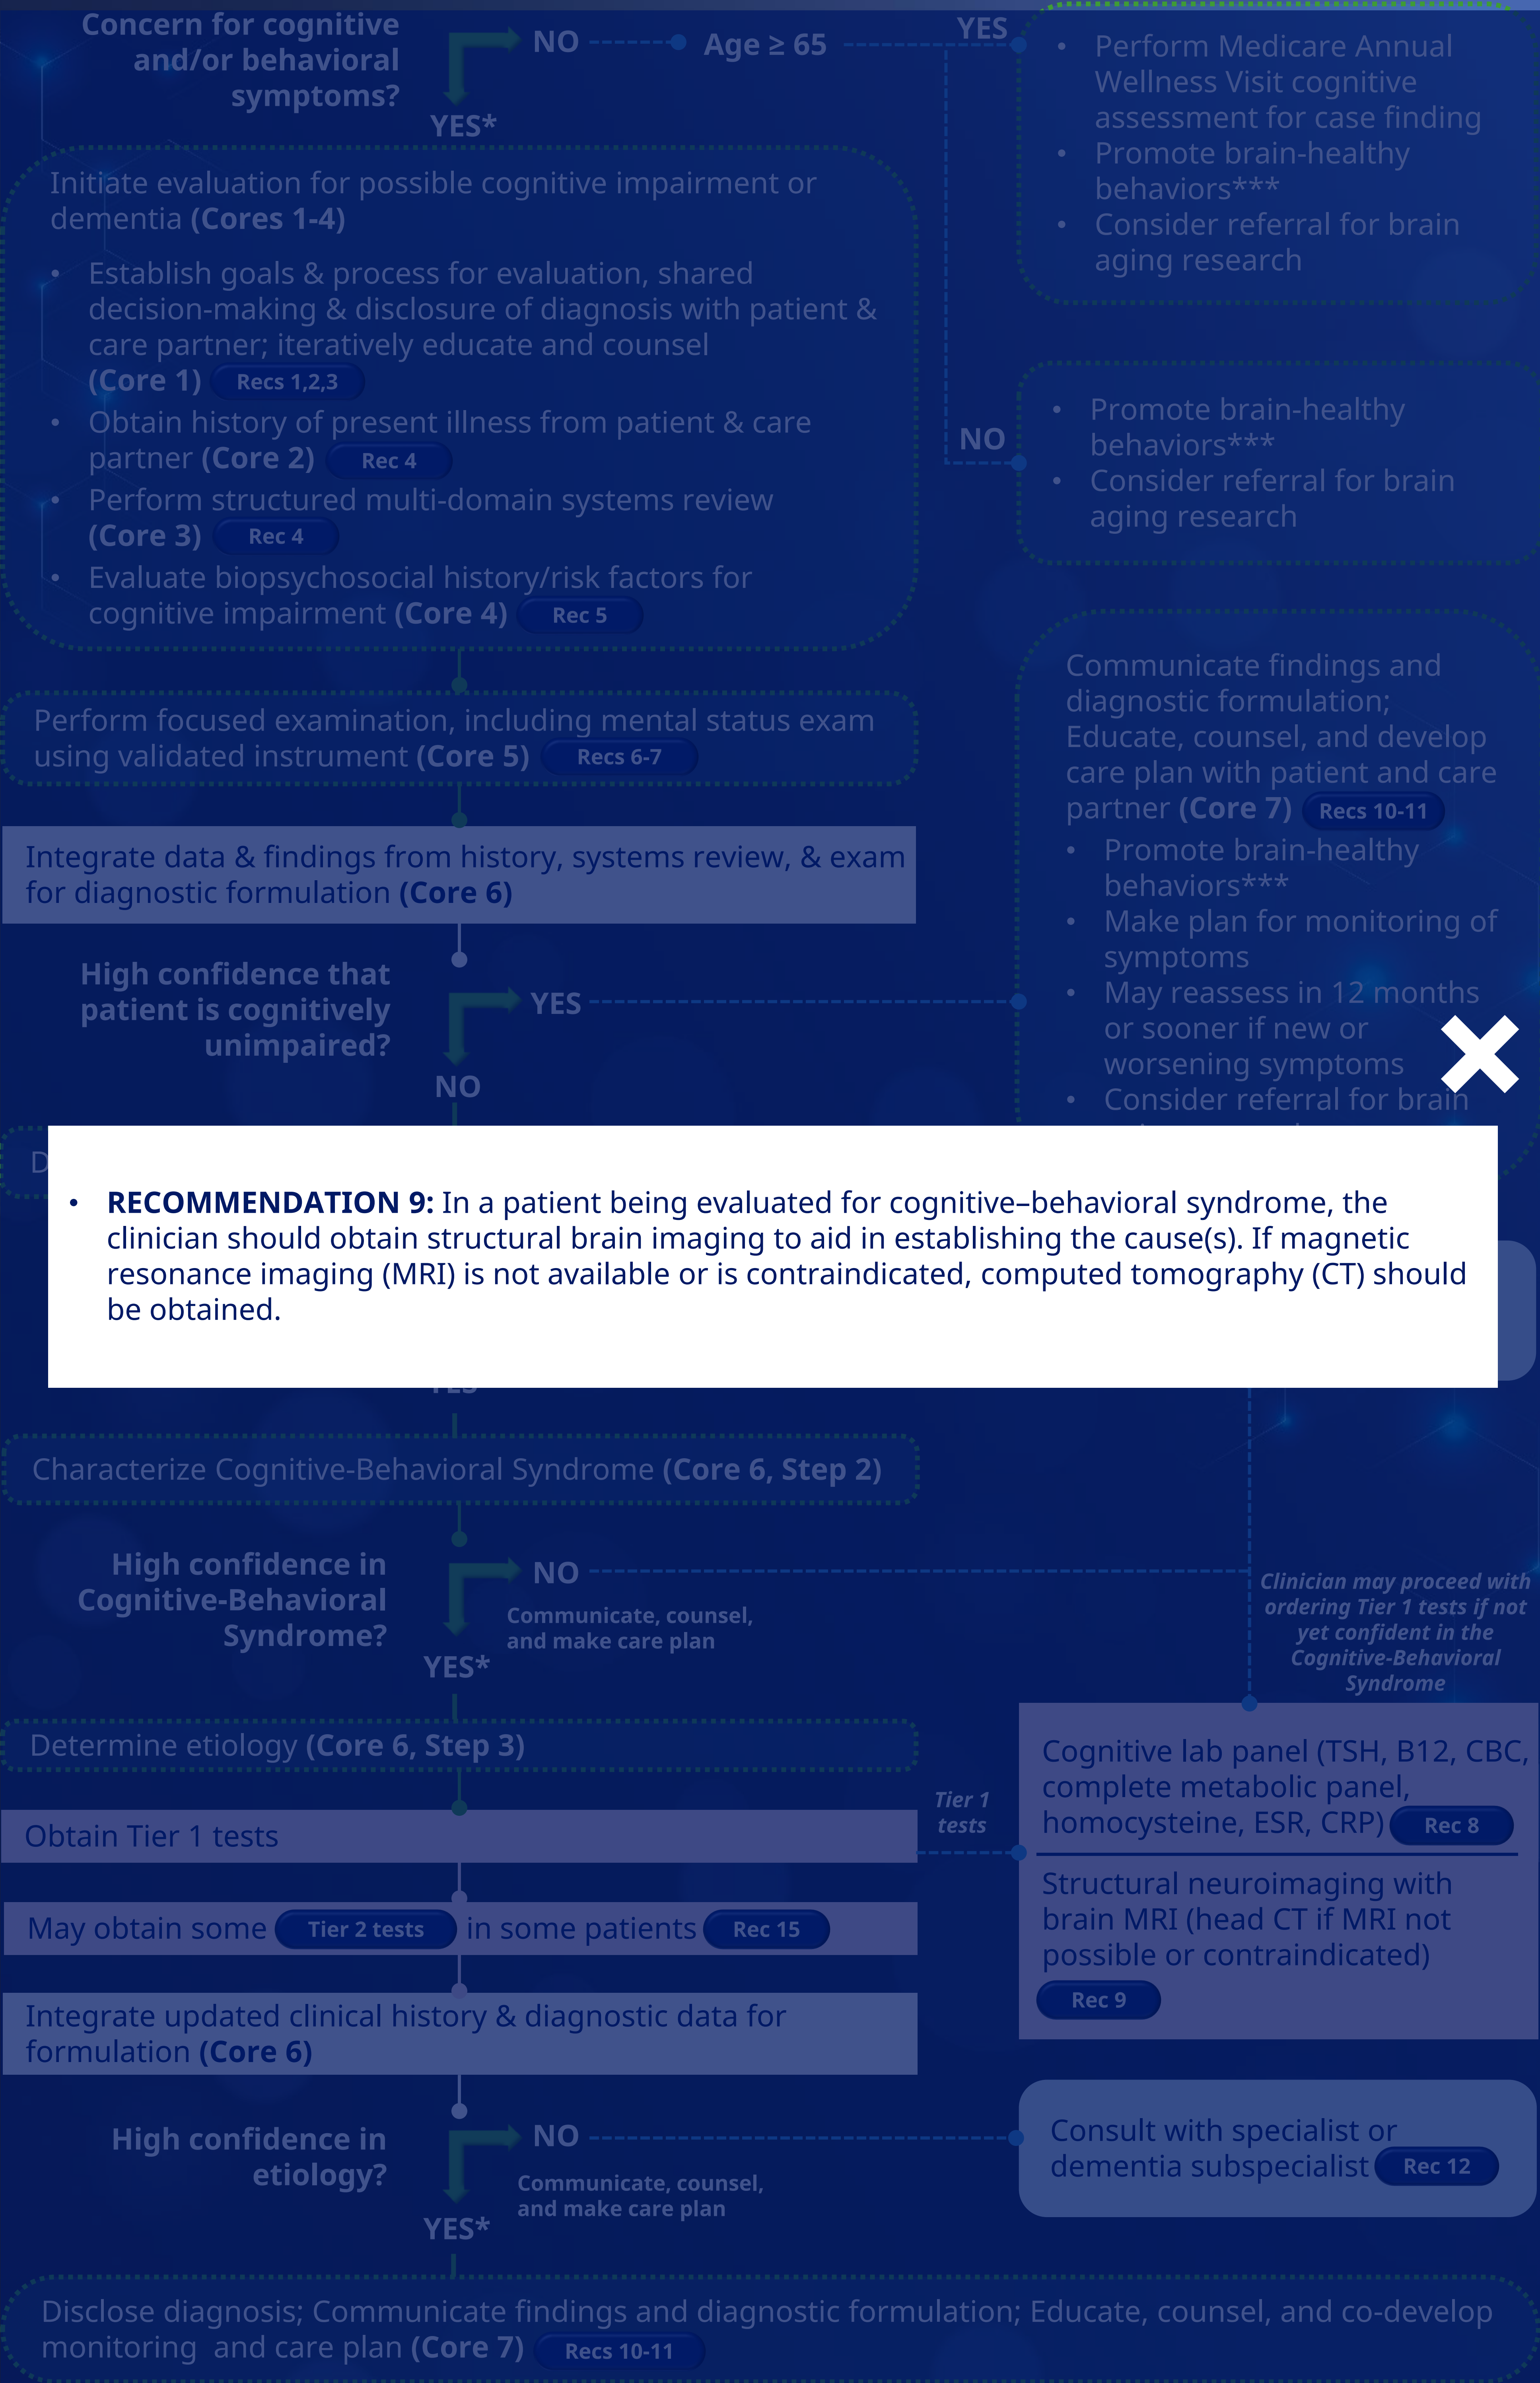 Concern for cognitive
and/or behavioral
symptoms?
NO
Age ≥ 65
YES
YES*
• Perform Medicare Annual
Wellness Visit cognitive
assessment for case finding
• Promote brain-healthy
behaviors***
• Consider referral for brain
aging research
Initiate evaluation for possible cognitive impairment or
dementia (Cores 1-4)
• Establish goals & process for evaluation, shared
decision-making & disclosure of diagnosis with patient &
care partner; iteratively educate and counsel
(Core 1) Recs 1,2,3
• Obtain history of present illness from patient & care
partner (Core 2) Rec 4
• Perform structured multi-domain systems review
(Core 3) Rec 4
• Evaluate biopsychosocial history/risk factors for
cognitive impairment (Core 4) Rec 5
NO
• Promote brain-healthy
behaviors***
• Consider referral for brain
aging research
Perform focused examination, including mental status exam
using validated instrument (Core 5) Recs 6-7
Integrate data & findings from history, systems review, & exam
for diagnostic formulation (Core 6)
High confidence that
patient is cognitively
unimpaired?
YES
NO
Communicate findings and
diagnostic formulation;
Educate, counsel, and develop
care plan with patient and care
partner (Core 7) Recs 10-11
• Promote brain-healthy
behaviors***
• Make plan for monitoring of
symptoms
• May reassess in 12 months
or sooner if new or
worsening symptoms
• Consider referral for brain
D
• RECOMMENDATION 9: In a patient being evaluated for cognitive–behavioral syndrome, the
clinician should obtain structural brain imaging to aid in establishing the cause(s). If magnetic
resonance imaging (MRI) is not available or is contraindicated, computed tomography (CT) should
be obtained.
Characterize Cognitive-Behavioral Syndrome (Core 6, Step 2)
High confidence in
Cognitive-Behavioral
Syndrome?
NO
Communicate, counsel,
and make care plan
YES*
Clinician may proceed with
ordering Tier 1 tests if not
yet confident in the
Cognitive-Behavioral
Syndrome
Determine etiology (Core 6, Step 3)
Obtain Tier 1 tests
Tier 1
tests
Cognitive lab panel (TSH, B12, CBC,
complete metabolic panel,
homocysteine, ESR, CRP) Rec 8
Structural neuroimaging with
brain MRI (head CT if MRI not
possible or contraindicated)
Rec 9
May obtain some Tier 2 tests in some patients Rec 15
Integrate updated clinical history & diagnostic data for
formulation (Core 6)
High confidence in
etiology?
NO
Communicate, counsel,
and make care plan
YES*
Consult with specialist or
dementia subspecialist Rec 12
Disclose diagnosis; Communicate findings and diagnostic formulation; Educate, counsel, and co-develop
monitoring and care plan (Core 7) Recs 10-11